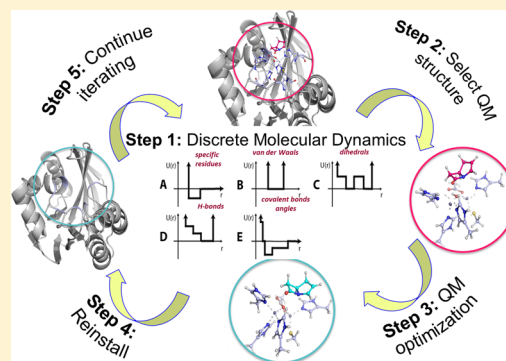 Step 5: Continue
iterating
Step 2: Select QM
structure
Step 1: Discrete Molecular Dynamics
specific
residues
van der Waals
dihedrals
U(r)
U(r)
U(r)
A
B
C
r
r
r
H-bonds
covalent bonds
angles
U(r)
U(r)
D
E
r
r
Step 4:
Reinstall
Step 3: QM
optimization